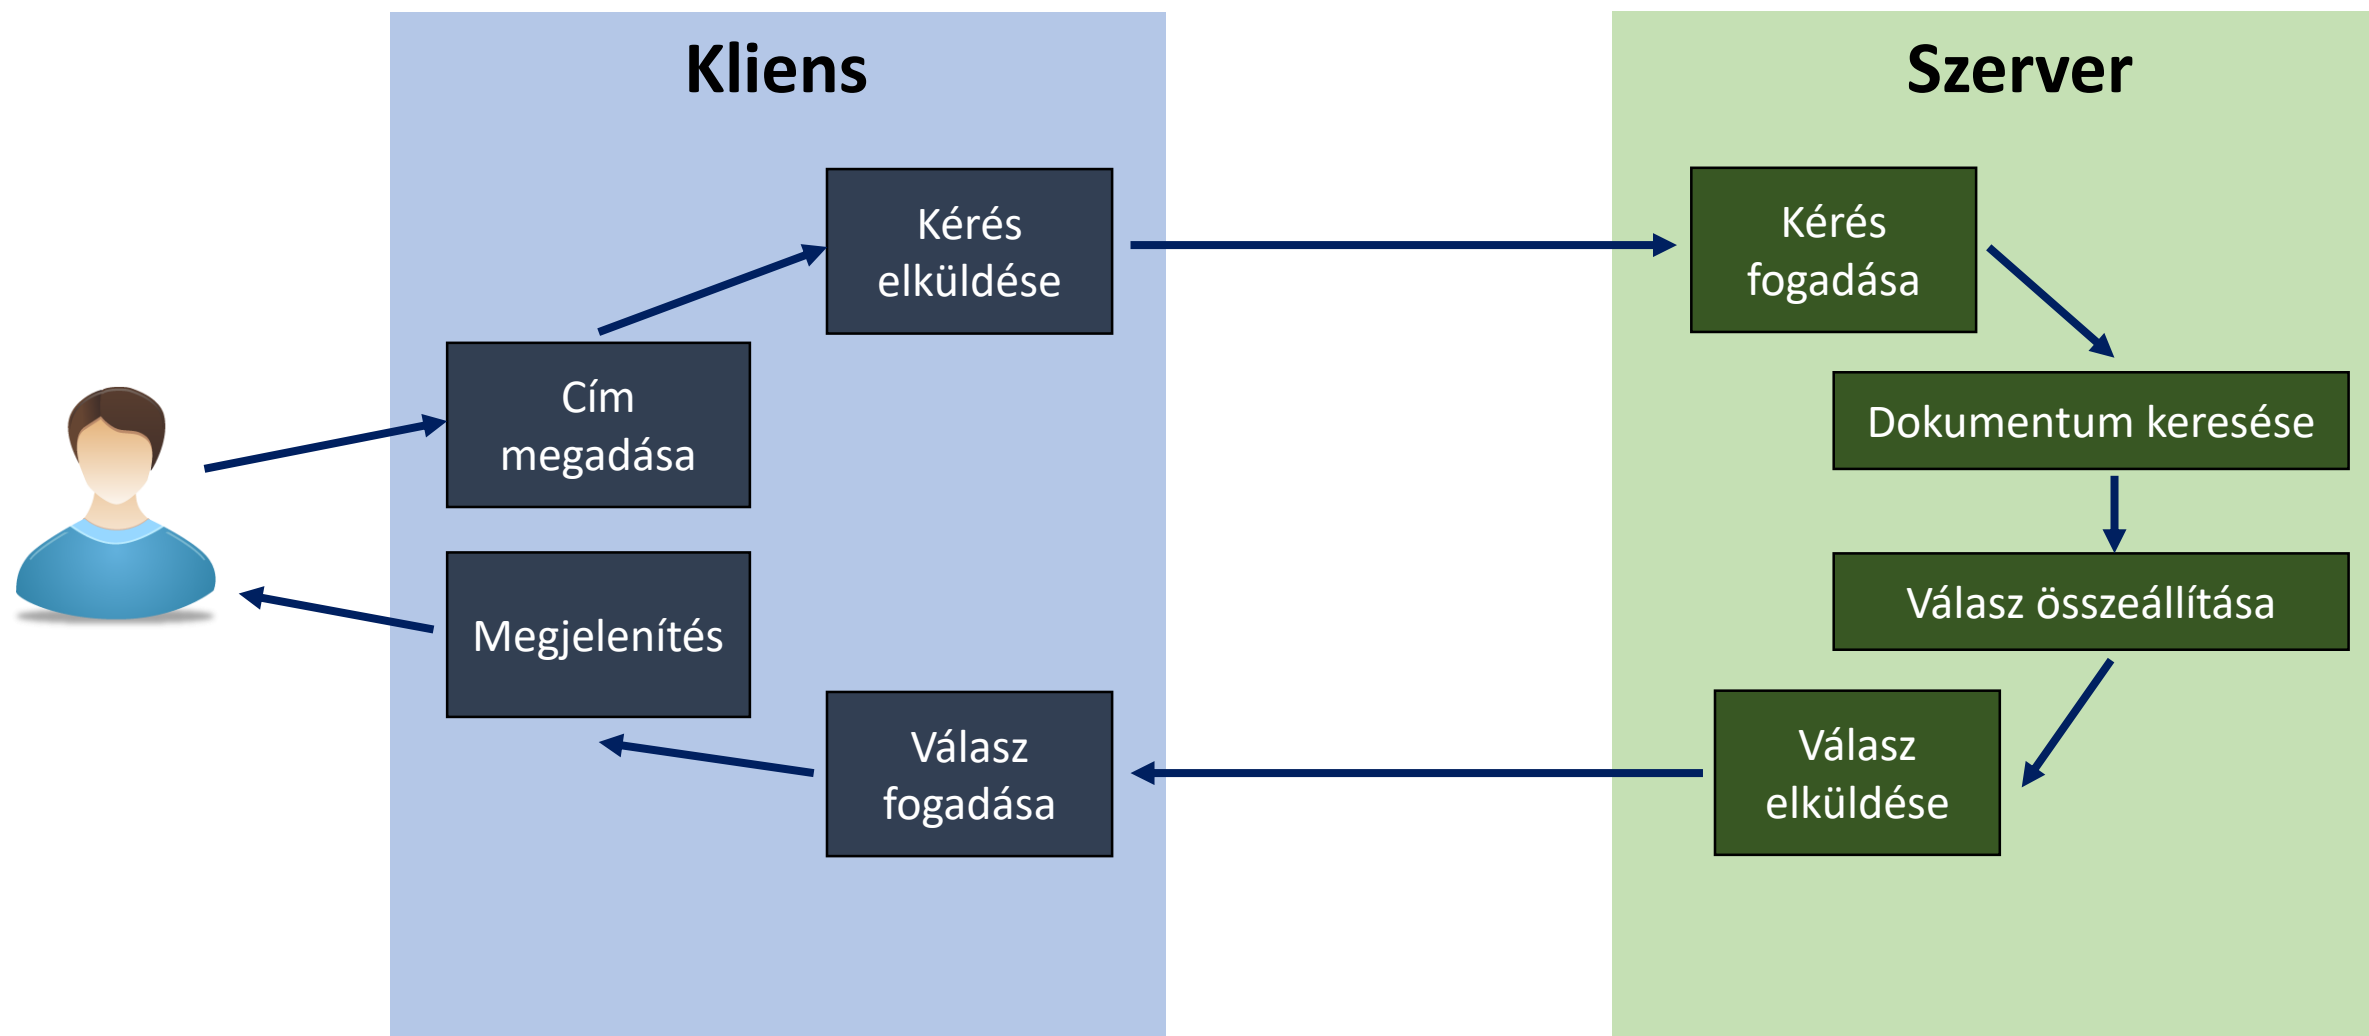 Kliens
Szerver
Kérés
elküldése
Kérés
fogadása
Cím
megadása
Dokumentum keresése
Megjelenítés
Válasz összeállítása
Válasz
fogadása
Válasz
elküldése